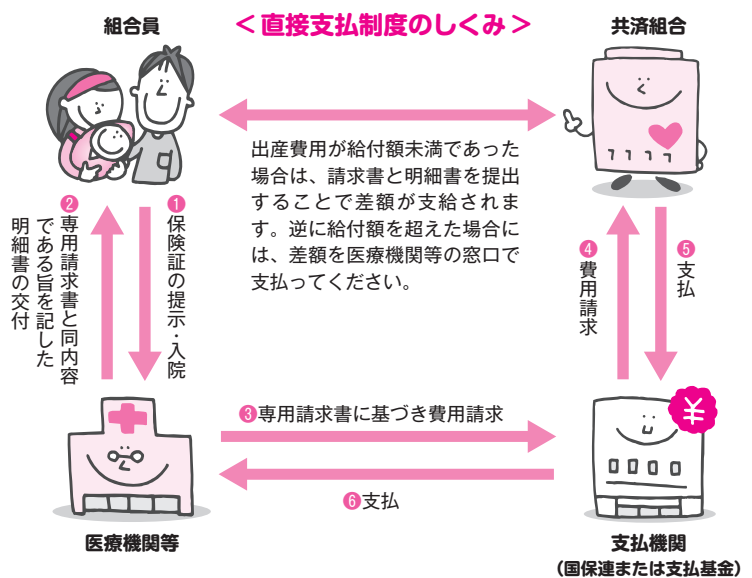 ＜直接支払制度のしくみ＞
組合員
共済組合
出産費用が給付額未満であった
場合は、請求書と明細書を提出
することで差額が支給されま
す。逆に給付額を超えた場合に
は、差額を医療機関等の窓口で
支払ってください。
❶保険証の提示・入院
❷専用請求書と同内容
である旨を記した
明細書の交付
❹費用請求
❺支払
❸専用請求書に基づき費用請求
❻支払
医療機関等
支払機関
（国保連または支払基金）
¥